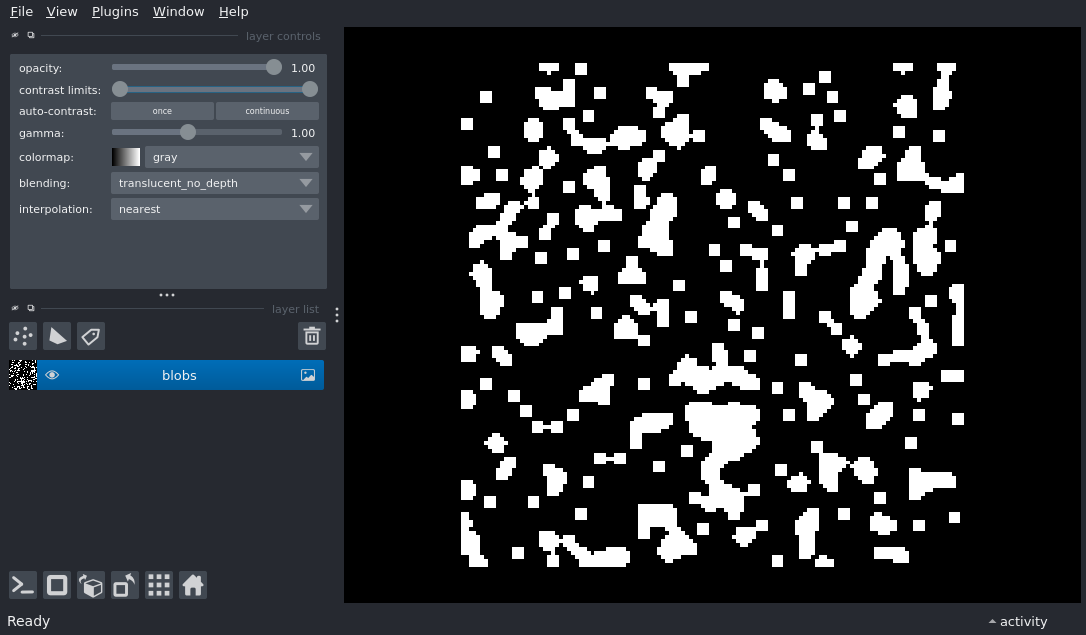 File View Plugins Window Help
layer controls
opacity: 1.00
contrast limits:
auto-contrast: once continuous
gamma: 1.00
colormap: gray
blending: translucent_no_depth
interpolation: nearest
layer list
blobs
Ready
activity